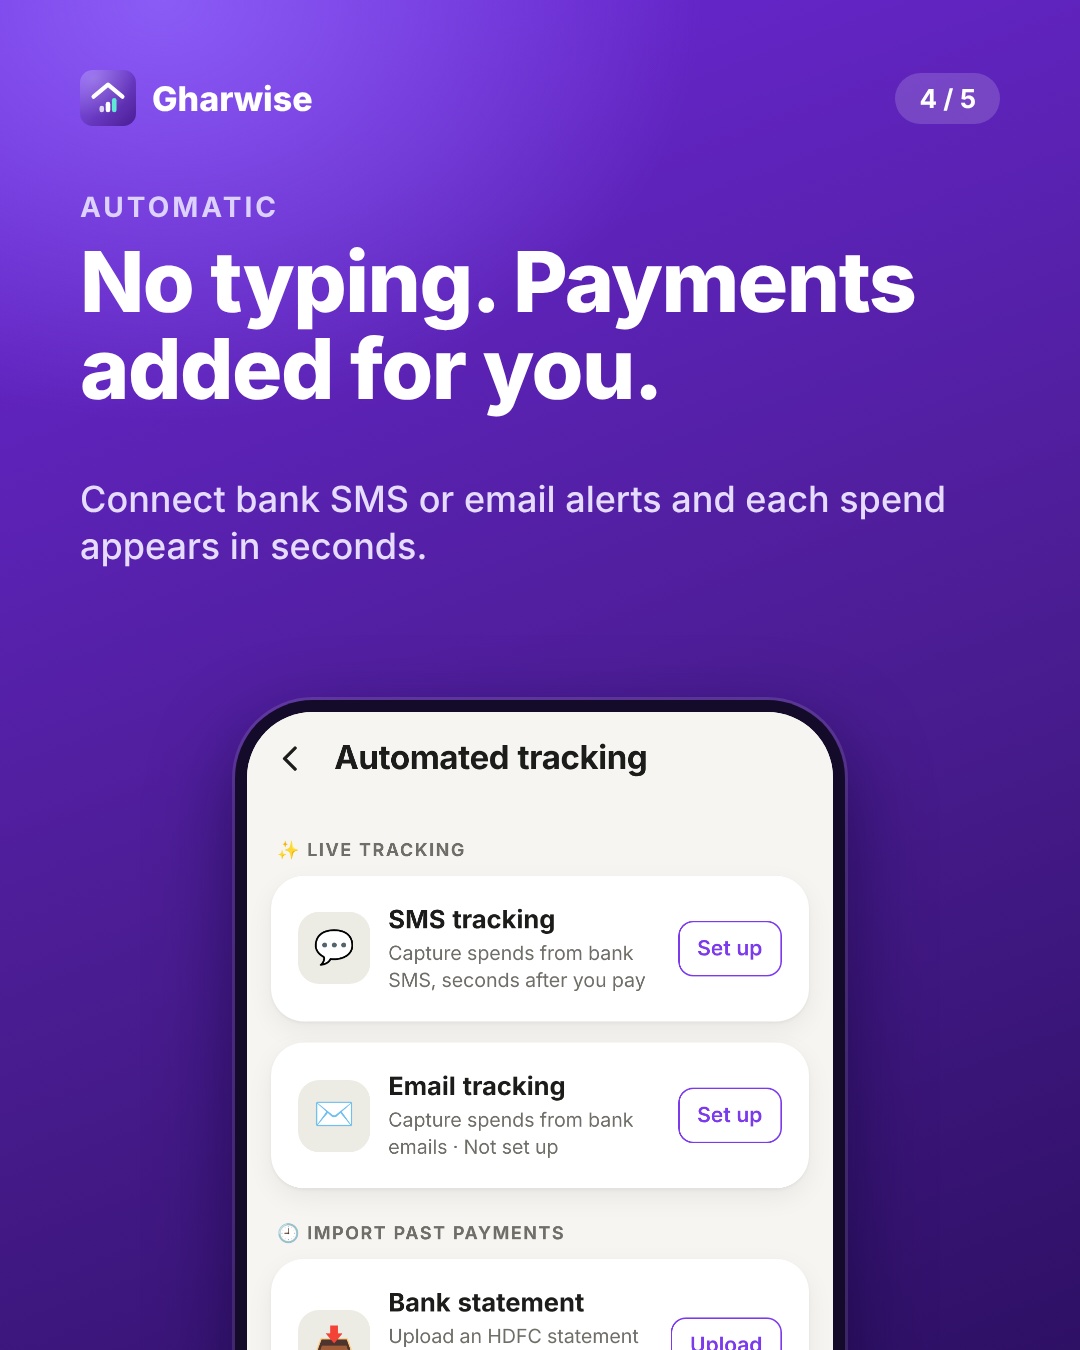 Gharwise
4 / 5
AUTOMATIC
No typing. Payments
added for you.
Connect bank SMS or email alerts and each spend
appears in seconds.
Automated tracking
✨ LIVE TRACKING
SMS tracking
Capture spends from bank
SMS, seconds after you pay
Set up
Email tracking
Capture spends from bank
emails · Not set up
Set up
🕘 IMPORT PAST PAYMENTS
Bank statement
Upload an HDFC statement
Upload